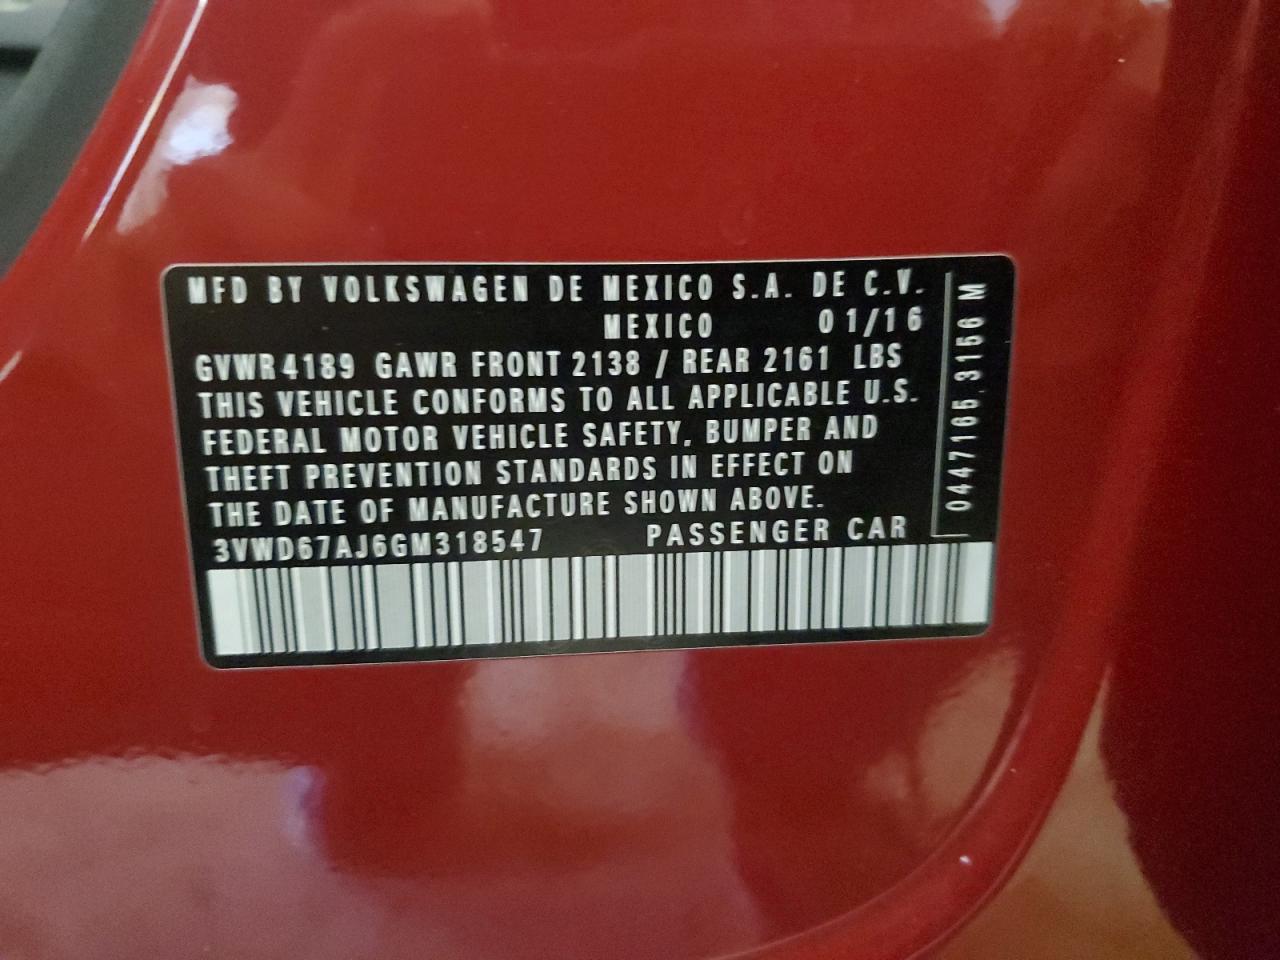 MFD BY VOLKSWAGEN DE MEXICO S.A. DE C.V.
MEXICO 01/16
GVWR 4189 GAWR FRONT 2138 / REAR 2161 LBS
THIS VEHICLE CONFORMS TO ALL APPLICABLE U.S.
FEDERAL MOTOR VEHICLE SAFETY, BUMPER AND
THEFT PREVENTION STANDARDS IN EFFECT ON
THE DATE OF MANUFACTURE SHOWN ABOVE.
3VWD67AJ6GM318547 PASSENGER CAR
0447165.3156 M